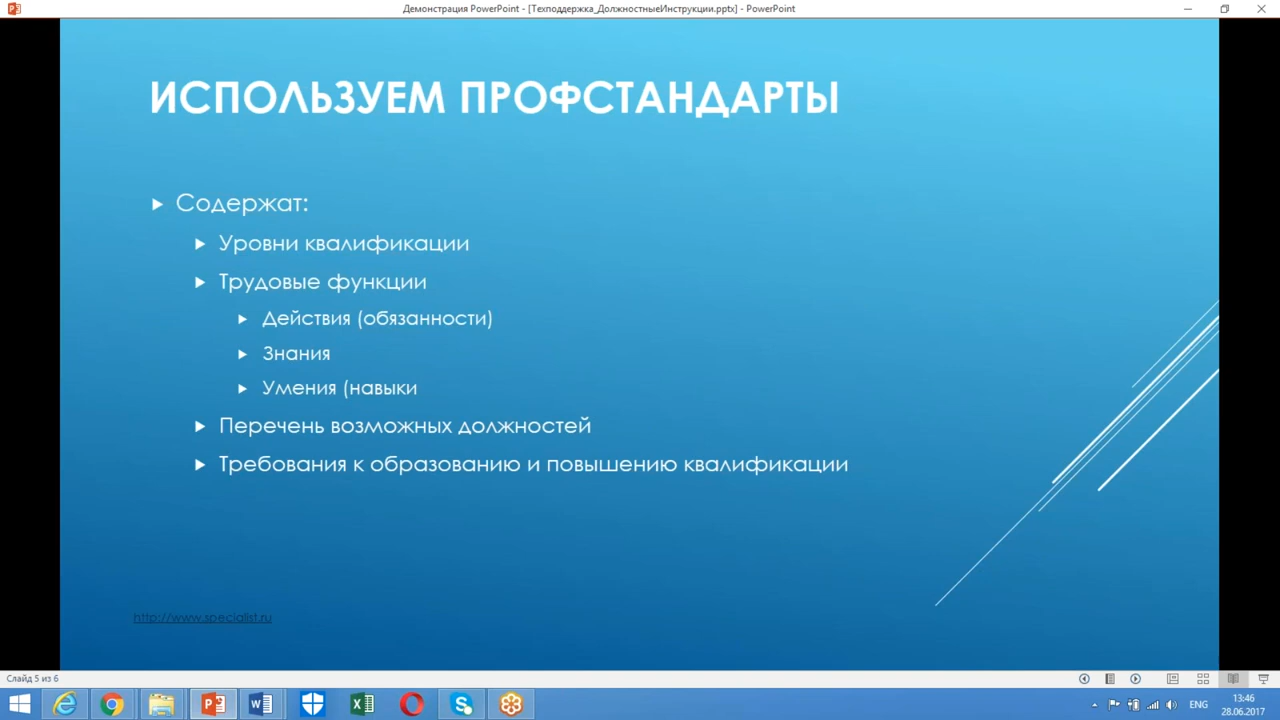 Демонстрация PowerPoint - [Техподдержка_ДолжностныеИнструкции.pptx] - PowerPoint
ИСПОЛЬЗУЕМ ПРОФСТАНДАРТЫ
Содержат:
Уровни квалификации
Трудовые функции
Действия (обязанности)
Знания
Умения (навыки
Перечень возможных должностей
Требования к образованию и повышению квалификации
http://www.specialist.ru
Слайд 5 из 6
ENG
13:46
28.06.2017